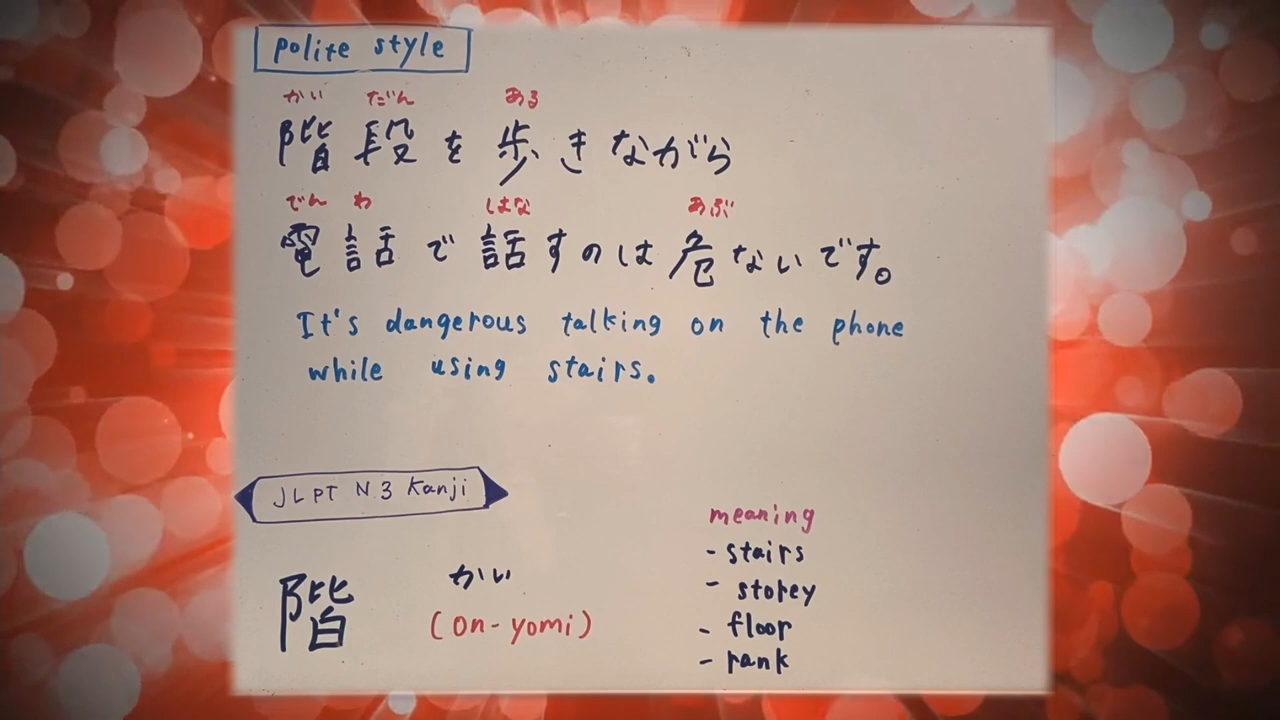 polite style
かい だん ある
階段を歩きながら
でん わ はな あぶ
電話で話すのは危ないです。
It's dangerous talking on the phone
while using stairs.
JLPT N3 Kanji
階 かい
(on-yomi)
meaning
- stairs
- storey
- floor
- rank